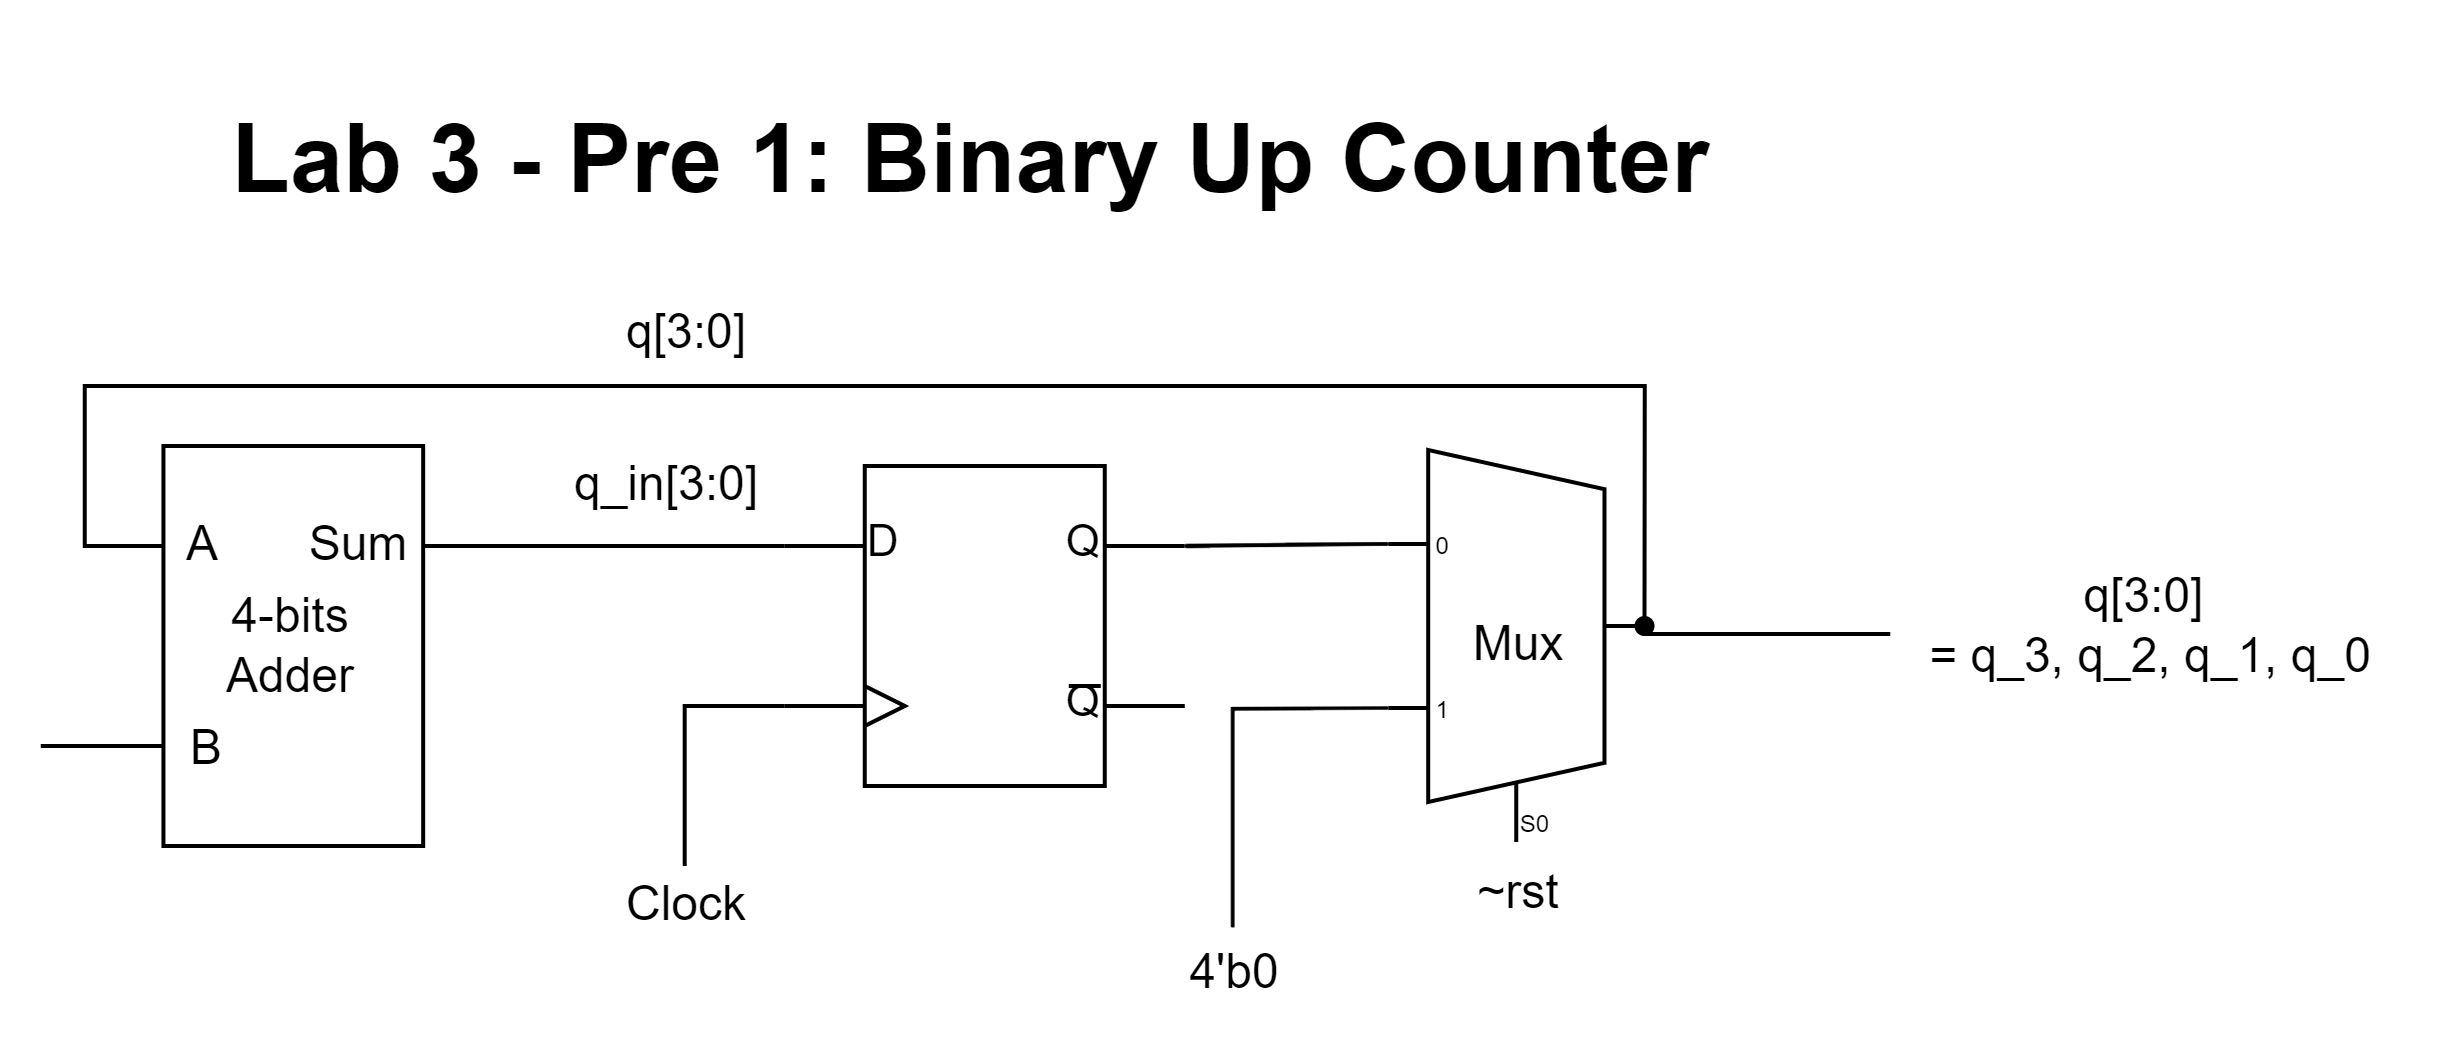 Lab 3 - Pre 1: Binary Up Counter
q[3:0]
q_in[3:0]
A
Sum
4-bits
Adder
B
D
Q
Q̅
Clock
0
1
Mux
S0
~rst
4'b0
q[3:0]
= q_3, q_2, q_1, q_0